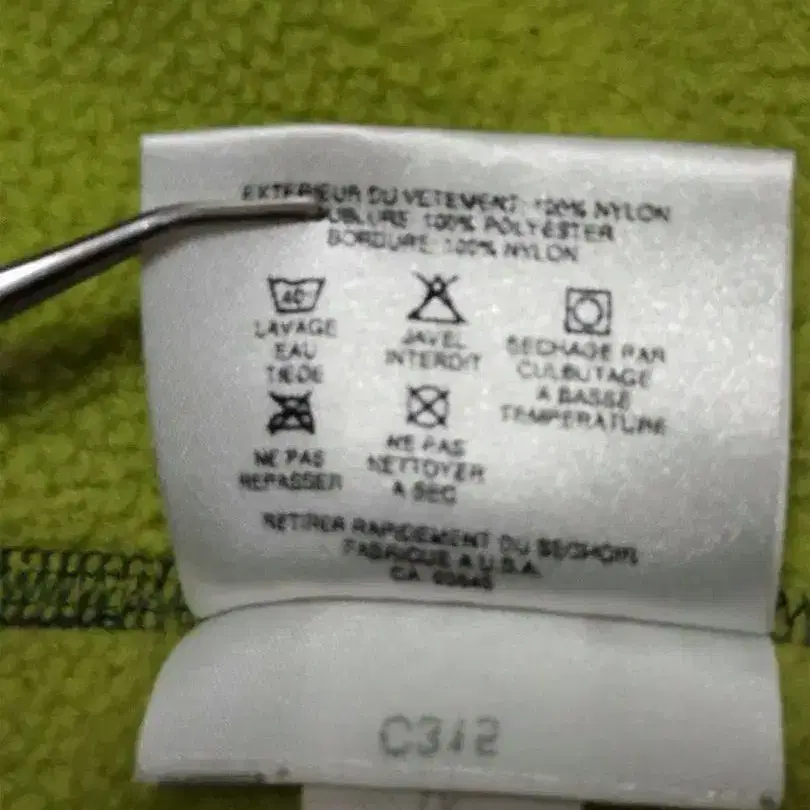 EXTERIEUR DU VETEMENT: 100% NYLON
100% POLYESTER
BORDURE: 100% NYLON
40°
LAVAGE
EAU
TIEDE
JAVEL
INTERDIT
SECHAGE PAR
CULBUTAGE
A BASSE
TEMPERATURE
NE PAS
REPASSER
NE PAS
NETTOYER
A SEC
RETIRER RAPIDEMENT DU SECHOIR
FABRIQUE A U.S.A.
CA
C312